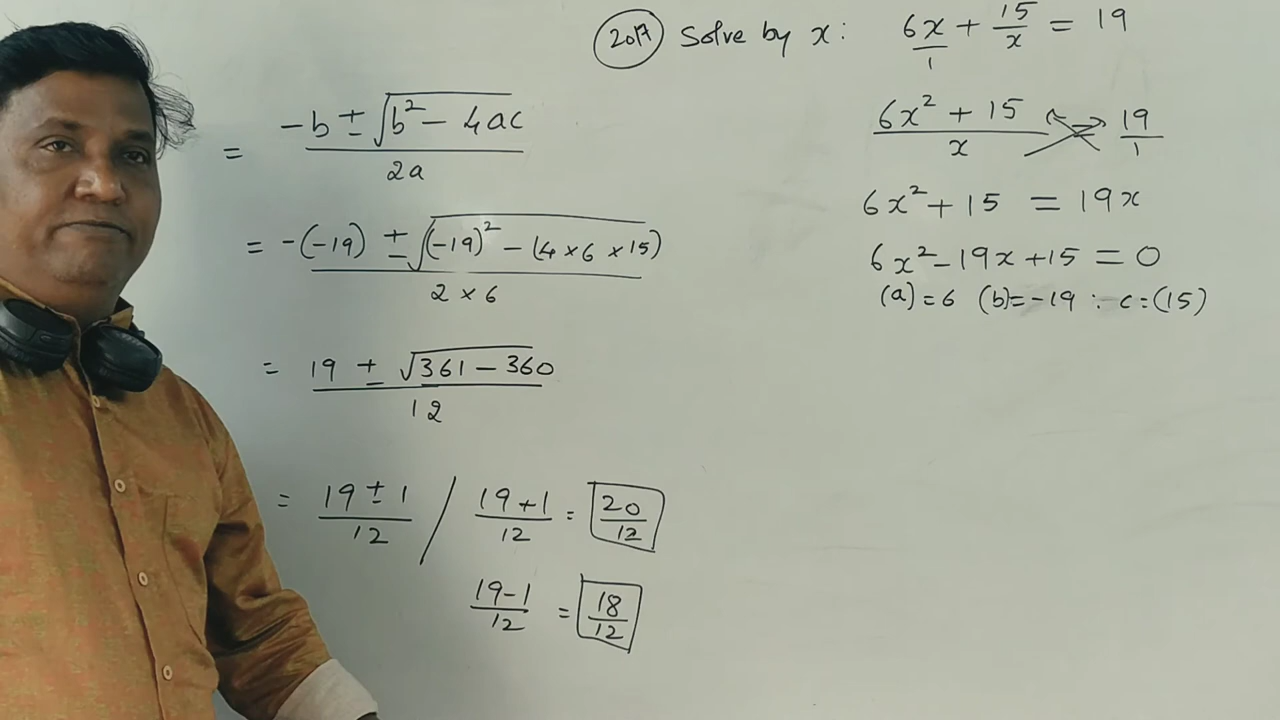 2017 Solve by x : 6x/1 + 15/x = 19
6x² + 15 / x = 19/1
6x² + 15 = 19x
6x² - 19x + 15 = 0
(a) = 6 (b) = -19 : c = (15)
= -b ± √b² - 4ac / 2a
= -(-19) ± √(-19)² - (4 × 6 × 15) / 2 × 6
= 19 ± √361 - 360 / 12
= 19 ± 1 / 12 / 19 + 1 / 12 = 20/12
19 - 1 / 12 = 18/12